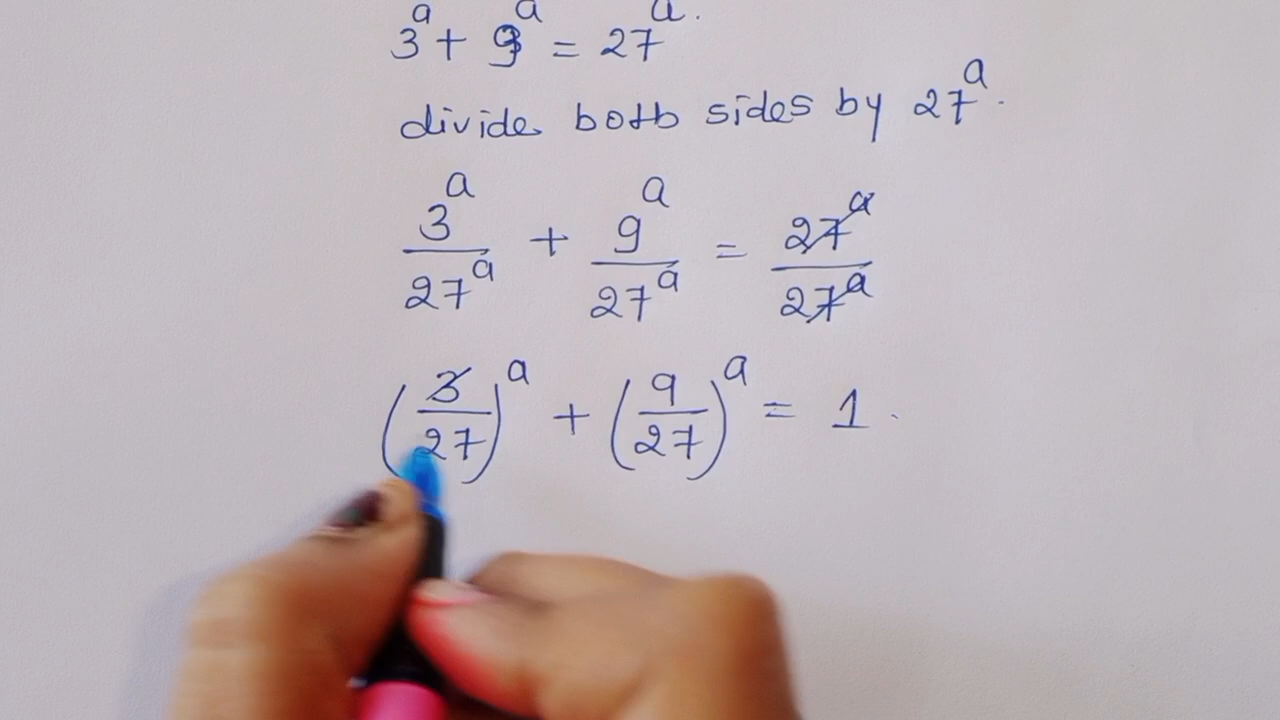 3^a + 9^a = 27^a.
divide both sides by 27^a.
3^a/27^a + 9^a/27^a = 27^a/27^a
(3/27)^a + (9/27)^a = 1.